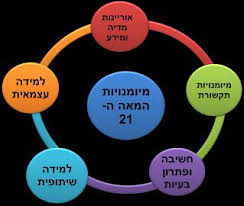 אוריינות
מדיה
ומידע
מיומנויות
תקשורת
חשיבה
ופתרון
בעיות
למידה
שיתופית
למידה
עצמאית
מיומנויות
המאה ה-
21